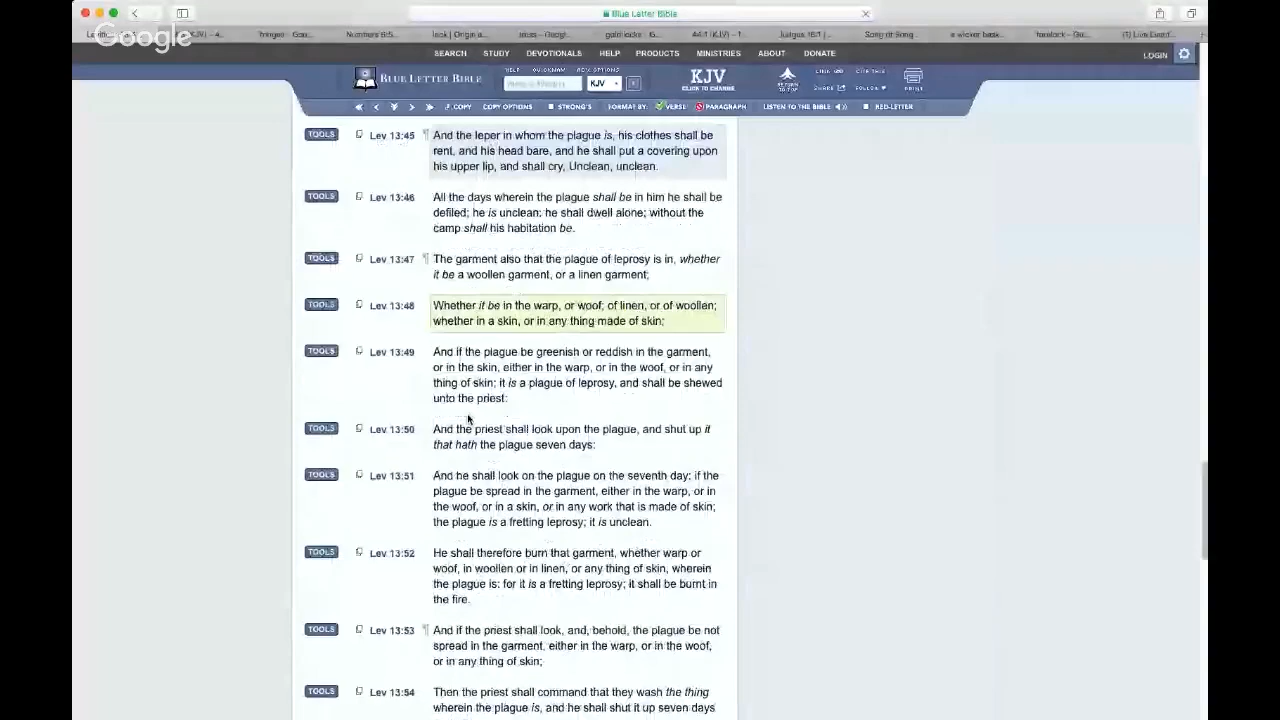 Blue Letter Bible
Google
Numbers 6:5...
SEARCH STUDY DEVOTIONALS HELP PRODUCTS MINISTRIES ABOUT DONATE LOGIN
BLUE LETTER BIBLE
HELP QUICKNAV ADV. OPTIONS
KJV
KJV
CLICK TO CHANGE
RETURN TO TOP
CITE THIS
SHARE FOLLOW PRINT
COPY COPY OPTIONS STRONG'S FORMAT BY: VERSE PARAGRAPH LISTEN TO THE BIBLE RED-LETTER
TOOLS Lev 13:45 ¶ And the leper in whom the plague is, his clothes shall be
rent, and his head bare, and he shall put a covering upon
his upper lip, and shall cry, Unclean, unclean.
TOOLS Lev 13:46 All the days wherein the plague shall be in him he shall be
defiled; he is unclean: he shall dwell alone; without the
camp shall his habitation be.
TOOLS Lev 13:47 ¶ The garment also that the plague of leprosy is in, whether
it be a woollen garment, or a linen garment;
TOOLS Lev 13:48 Whether it be in the warp, or woof; of linen, or of woollen;
whether in a skin, or in any thing made of skin;
TOOLS Lev 13:49 And if the plague be greenish or reddish in the garment,
or in the skin, either in the warp, or in the woof, or in any
thing of skin; it is a plague of leprosy, and shall be shewed
unto the priest:
TOOLS Lev 13:50 And the priest shall look upon the plague, and shut up it
that hath the plague seven days:
TOOLS Lev 13:51 And he shall look on the plague on the seventh day: if the
plague be spread in the garment, either in the warp, or in
the woof, or in a skin, or in any work that is made of skin;
the plague is a fretting leprosy; it is unclean.
TOOLS Lev 13:52 He shall therefore burn that garment, whether warp or
woof, in woollen or in linen, or any thing of skin, wherein
the plague is: for it is a fretting leprosy; it shall be burnt in
the fire.
TOOLS Lev 13:53 ¶ And if the priest shall look, and, behold, the plague be not
spread in the garment, either in the warp, or in the woof,
or in any thing of skin;
TOOLS Lev 13:54 Then the priest shall command that they wash the thing
wherein the plague is, and he shall shut it up seven days